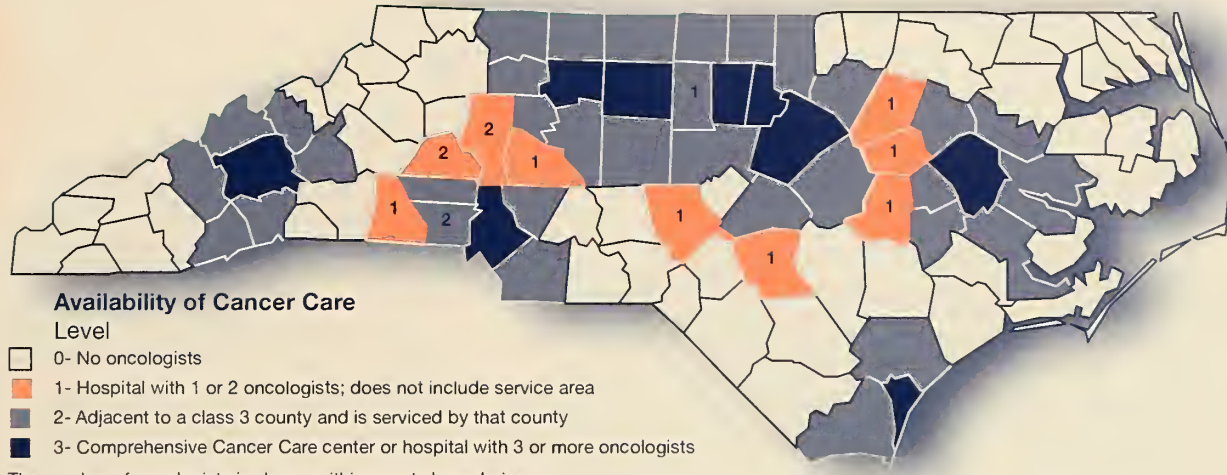 1
1
2
1
2
1
1
2
1
1
1
Availability of Cancer Care
Level
0- No oncologists
1- Hospital with 1 or 2 oncologists; does not include service area
2- Adjacent to a class 3 county and is serviced by that county
3- Comprehensive Cancer Care center or hospital with 3 or more oncologists